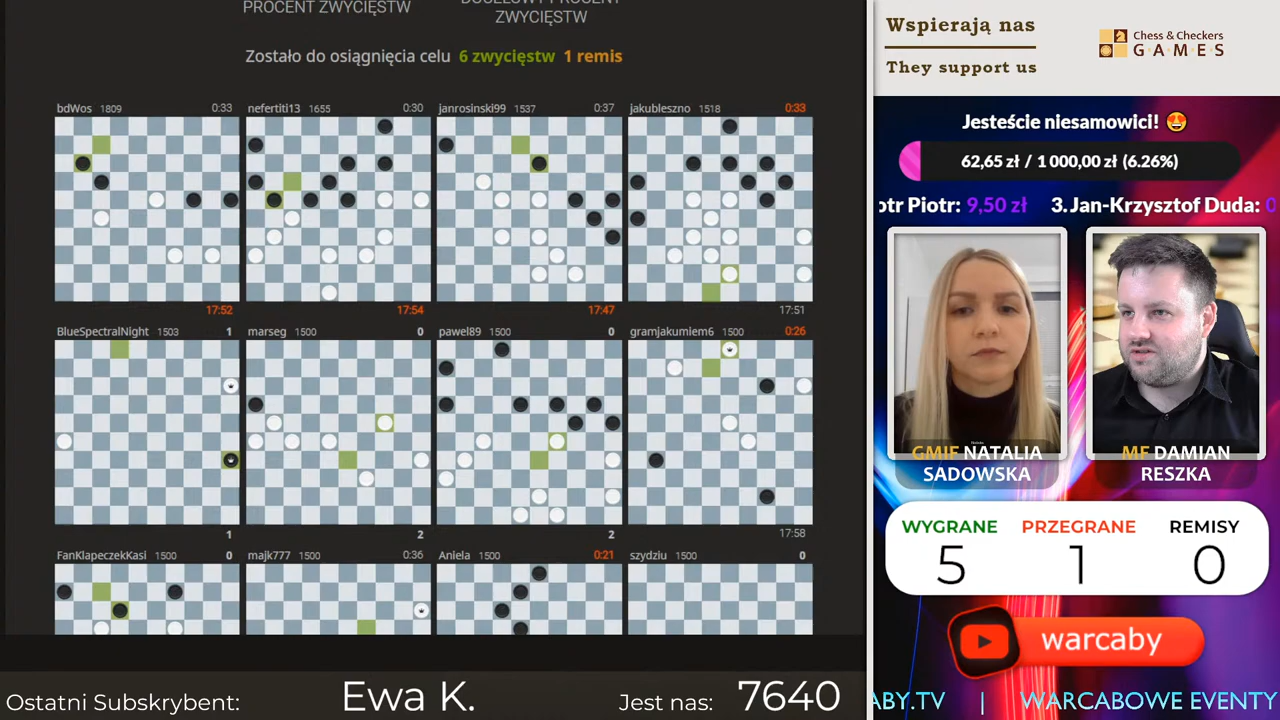 PROCENT ZWYCIĘSTW
ZWYCIĘSTW
Zostało do osiągnięcia celu 6 zwycięstw 1 remis
bdWos 1809 0:33
nefertiti13 1655 0:30
janrosinski99 1537 0:37
jakubleszno 1518 0:33
17:52
17:54
17:47
17:51
BlueSpectralNight 1503 1
marseg 1500 0
pawel89 1500 0
gramjakumiem6 1500 0:26
1
2
2
17:58
FanKlapeczekKasi 1500 0
majk777 1500 0:36
Aniela 1500 0:21
szydziu 1500 0
Ostatni Subskrybent: Ewa K. Jest nas: 7640
Wspierają nas
They support us
Chess & Checkers
GAMES
Jesteście niesamowici!
62,65 zł / 1 000,00 zł (6.26%)
otr Piotr: 9,50 zł 3. Jan-Krzysztof Duda: 0
GMIF NATALIA
SADOWSKA
MF DAMIAN
RESZKA
WYGRANE PRZEGRANE REMISY
5 1 0
warcaby
ABY.TV | WARCABOWE EVENTY